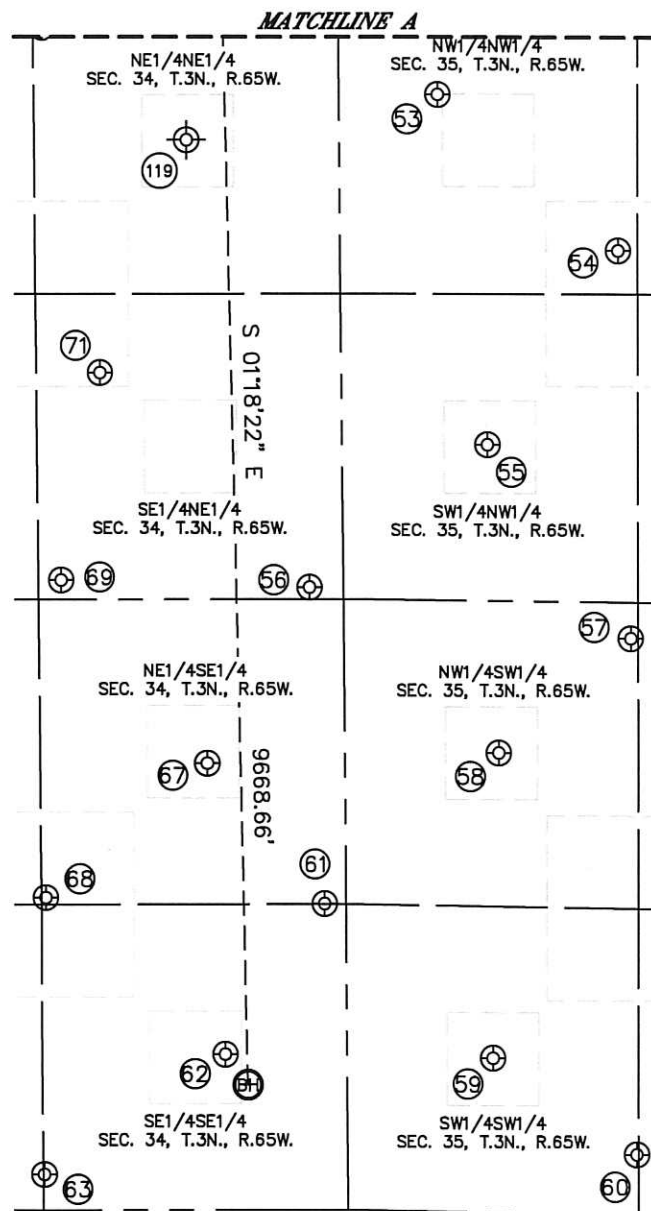 MATCHLINE A
NE1/4NE1/4
SEC. 34, T.3N., R.65W.
NW1/4NW1/4
SEC. 35, T.3N., R.65W.
53
119
54
71
S 01°18'22" E
55
SE1/4NE1/4
SEC. 34, T.3N., R.65W.
SW1/4NW1/4
SEC. 35, T.3N., R.65W.
69
56
57
NE1/4SE1/4
SEC. 34, T.3N., R.65W.
NW1/4SW1/4
SEC. 35, T.3N., R.65W.
67
58
9668.66'
61
68
62
BH
59
SE1/4SE1/4
SEC. 34, T.3N., R.65W.
SW1/4SW1/4
SEC. 35, T.3N., R.65W.
63
60